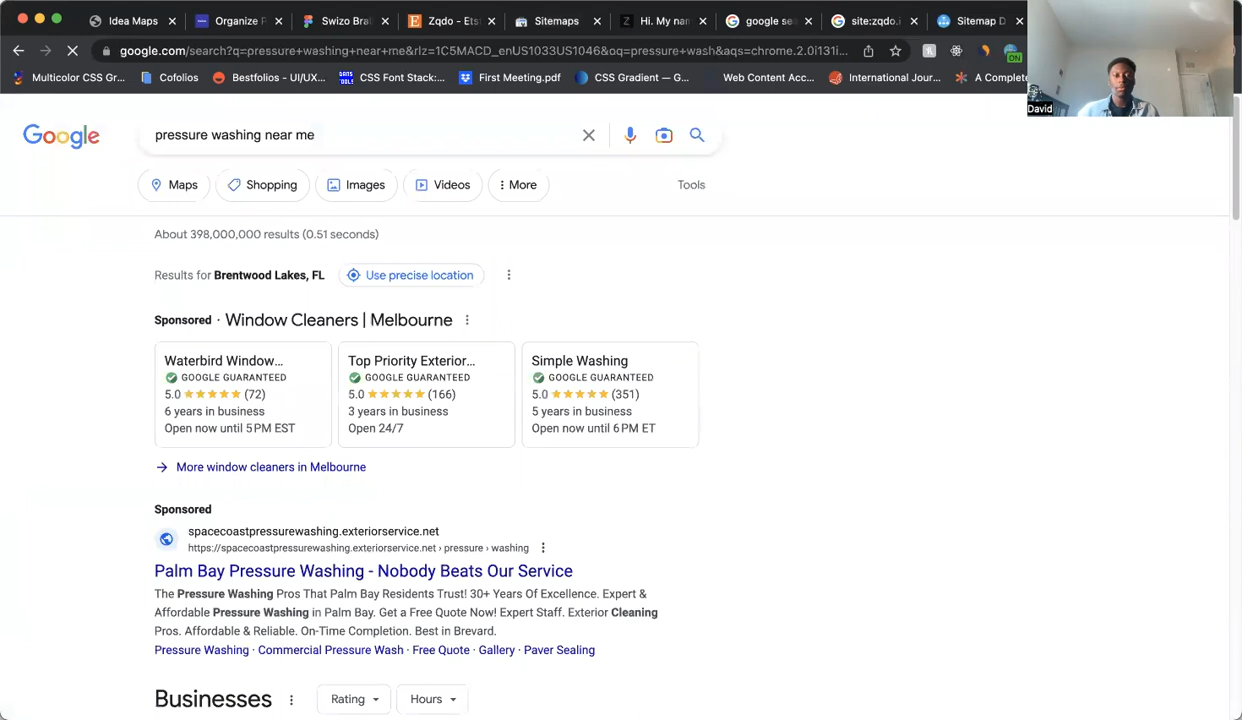 Idea Maps
Organize P
Swizo Bra
Zqdo - Ets
Sitemaps
Hi. My nar
google sea
site:zqdo.i
Sitemap D
google.com/search?q=pressure+washing+near+me&rlz=1C5MACD_enUS1033US1046&aq=pressure+wash&aqs=chrome.2.0i131i...
ON
Multicolor CSS Gr...
Cofolios
Bestfolios - UI/UX...
CSS Font Stack:...
First Meeting.pdf
CSS Gradient — G...
Web Content Acc...
International Jour...
A Complete
David
Google
pressure washing near me
Maps
Shopping
Images
Videos
More
Tools
About 398,000,000 results (0.51 seconds)
Results for Brentwood Lakes, FL
Use precise location
Sponsored · Window Cleaners | Melbourne
Waterbird Window...
GOOGLE GUARANTEED
5.0 ★★★★★ (72)
6 years in business
Open now until 5 PM EST
Top Priority Exterior...
GOOGLE GUARANTEED
5.0 ★★★★★ (166)
3 years in business
Open 24/7
Simple Washing
GOOGLE GUARANTEED
5.0 ★★★★★ (351)
5 years in business
Open now until 6 PM ET
More window cleaners in Melbourne
Sponsored
spacecoastpressurewashing.exteriorservice.net
https://spacecoastpressurewashing.exteriorservice.net › pressure › washing
Palm Bay Pressure Washing - Nobody Beats Our Service
The Pressure Washing Pros That Palm Bay Residents Trust! 30+ Years Of Excellence. Expert &
Affordable Pressure Washing in Palm Bay. Get a Free Quote Now! Expert Staff. Exterior Cleaning
Pros. Affordable & Reliable. On-Time Completion. Best in Brevard.
Pressure Washing · Commercial Pressure Wash · Free Quote · Gallery · Paver Sealing
Businesses
Rating
Hours